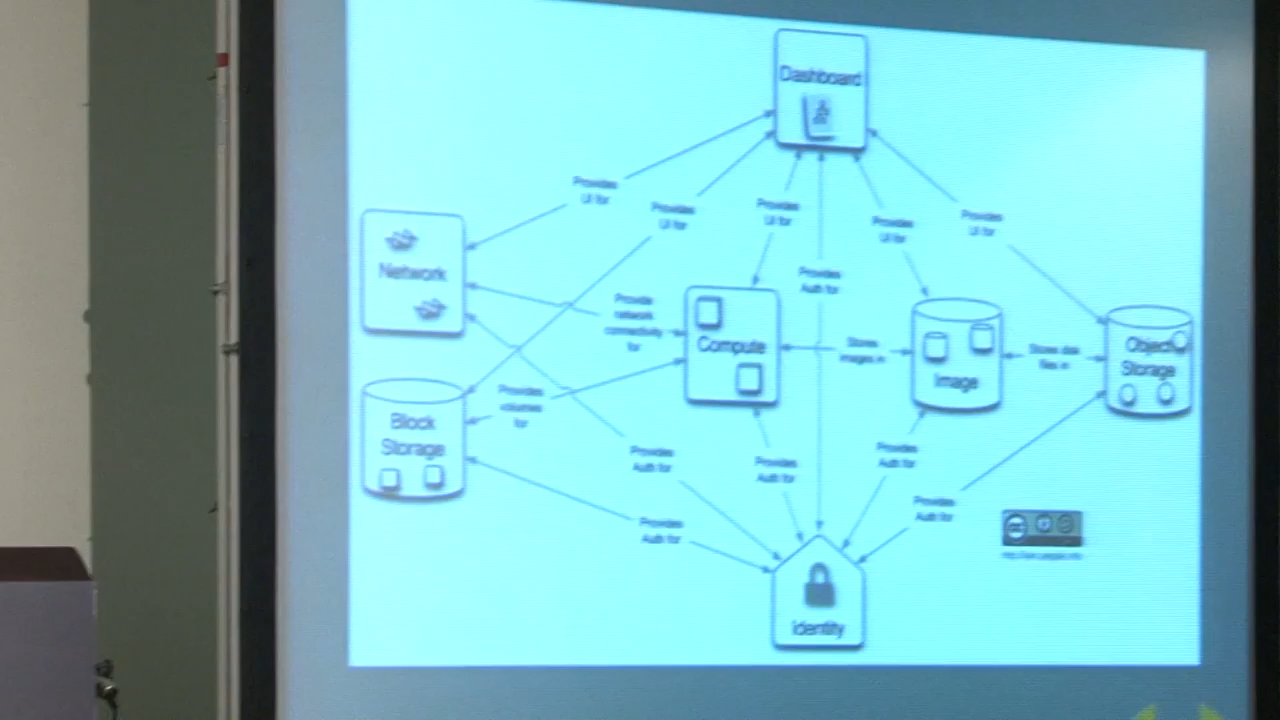 Dashboard
Provides
UI for
Provides
UI for
Provides
UI for
Provides
UI for
Provides
UI for
Network
Provides
Auth for
Provide
network
connectivity
for
Compute
Stores
images in
Image
Stores disk
files in
Object
Storage
Block
Storage
Provides
volumes
for
Provides
Auth for
Provides
Auth for
Provides
Auth for
Provides
Auth for
Provides
Auth for
Identity